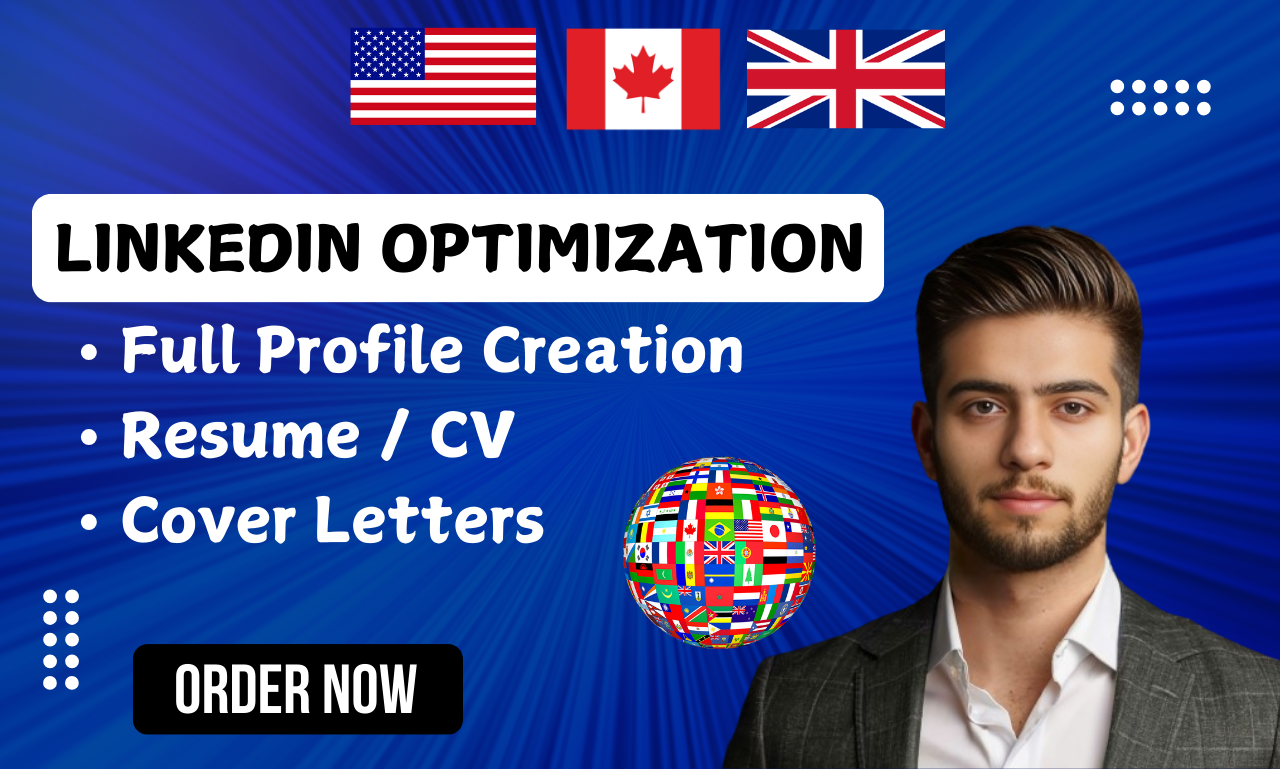 LINKEDIN OPTIMIZATION
• Full Profile Creation
• Resume / CV
• Cover Letters
ORDER NOW